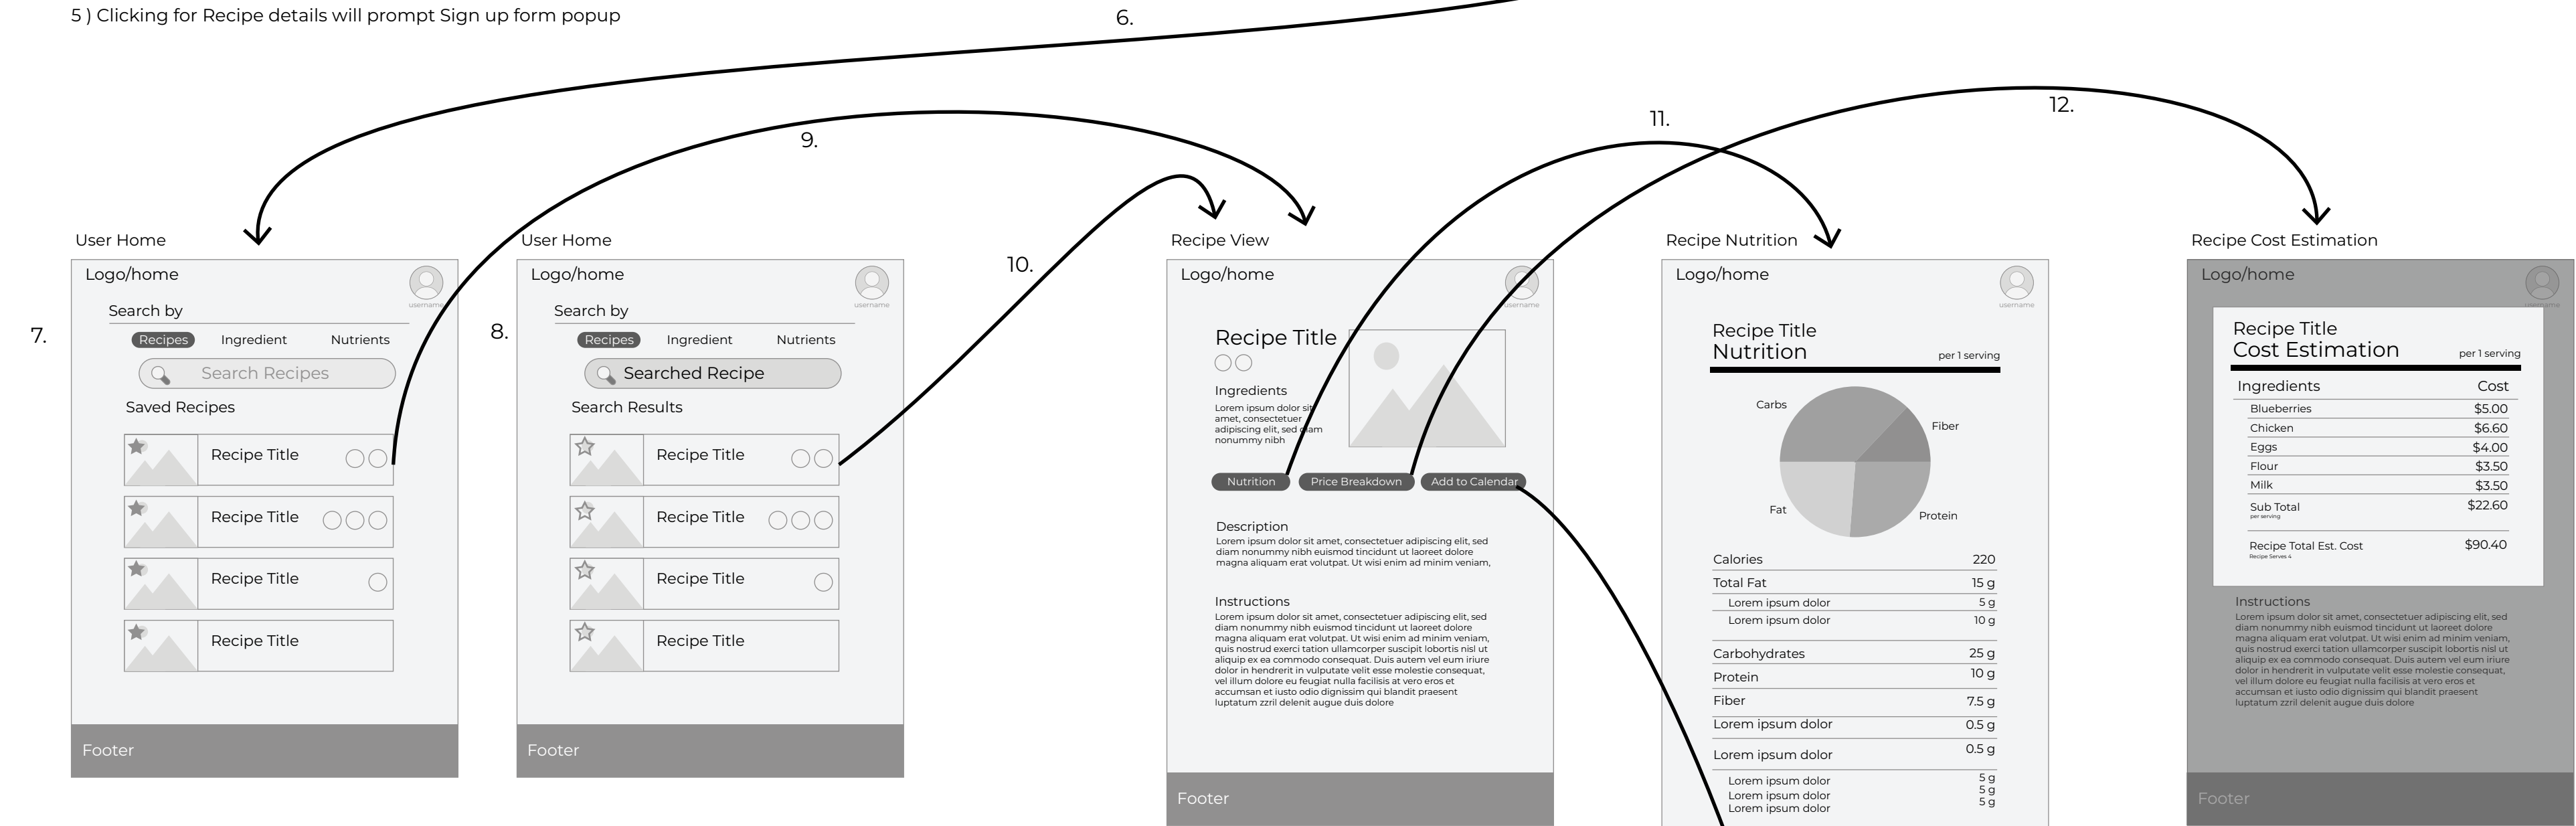 5 ) Clicking for Recipe details will prompt Sign up form popup
6.
9.
11.
12.
10.
7.
User Home
Logo/home
username
Search by
Recipes Ingredient Nutrients
Search Recipes
Saved Recipes
Recipe Title
Recipe Title
Recipe Title
Recipe Title
Footer
8.
User Home
Logo/home
username
Search by
Recipes Ingredient Nutrients
Searched Recipe
Search Results
Recipe Title
Recipe Title
Recipe Title
Recipe Title
Footer
Recipe View
Logo/home
username
Recipe Title
Ingredients
Lorem ipsum dolor sit
amet, consectetuer
adipiscing elit, sed diam
nonummy nibh
Nutrition Price Breakdown Add to Calendar
Description
Lorem ipsum dolor sit amet, consectetuer adipiscing elit, sed
diam nonummy nibh euismod tincidunt ut laoreet dolore
magna aliquam erat volutpat. Ut wisi enim ad minim veniam,
Instructions
Lorem ipsum dolor sit amet, consectetuer adipiscing elit, sed
diam nonummy nibh euismod tincidunt ut laoreet dolore
magna aliquam erat volutpat. Ut wisi enim ad minim veniam,
quis nostrud exerci tation ullamcorper suscipit lobortis nisl ut
aliquip ex ea commodo consequat. Duis autem vel eum iriure
dolor in hendrerit in vulputate velit esse molestie consequat,
vel illum dolore eu feugiat nulla facilisis at vero eros et
accumsan et iusto odio dignissim qui blandit praesent
luptatum zzril delenit augue duis dolore
Footer
Recipe Nutrition
Logo/home
username
Recipe Title
Nutrition per 1 serving
Carbs
Fiber
Fat
Protein
Calories 220
Total Fat 15 g
Lorem ipsum dolor 5 g
Lorem ipsum dolor 10 g
Carbohydrates 25 g
Protein 10 g
Fiber 7.5 g
Lorem ipsum dolor 0.5 g
Lorem ipsum dolor 0.5 g
Lorem ipsum dolor 5 g
Lorem ipsum dolor 5 g
Lorem ipsum dolor 5 g
Recipe Cost Estimation
Logo/home
username
Recipe Title
Cost Estimation per 1 serving
Ingredients Cost
Blueberries $5.00
Chicken $6.60
Eggs $4.00
Flour $3.50
Milk $3.50
Sub Total $22.60
per serving
Recipe Total Est. Cost $90.40
Recipe Serves 4
Instructions
Lorem ipsum dolor sit amet, consectetuer adipiscing elit, sed
diam nonummy nibh euismod tincidunt ut laoreet dolore
magna aliquam erat volutpat. Ut wisi enim ad minim veniam,
quis nostrud exerci tation ullamcorper suscipit lobortis nisl ut
aliquip ex ea commodo consequat. Duis autem vel eum iriure
dolor in hendrerit in vulputate velit esse molestie consequat,
vel illum dolore eu feugiat nulla facilisis at vero eros et
accumsan et iusto odio dignissim qui blandit praesent
luptatum zzril delenit augue duis dolore
Footer